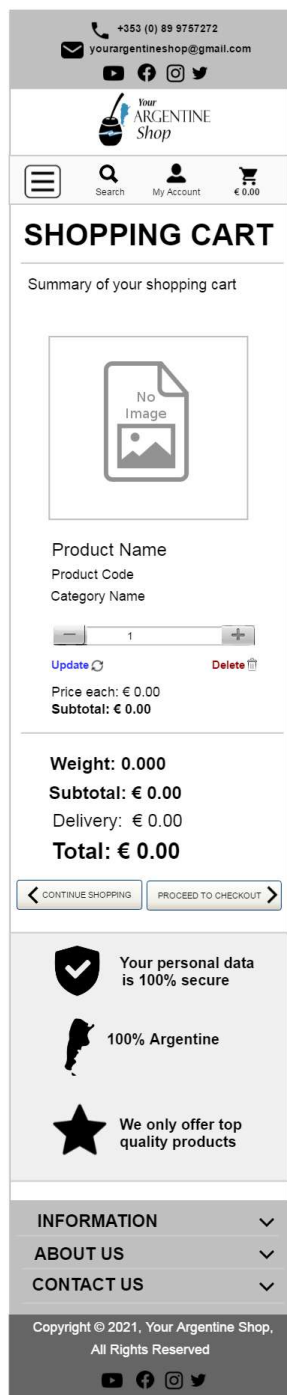 +353 (0) 89 9757272
yourargentineshop@gmail.com
Your
ARGENTINE
Shop
Search
My Account
€ 0.00
SHOPPING CART
Summary of your shopping cart
No
Image
Product Name
Product Code
Category Name
1
Update
Delete
Price each: € 0.00
Subtotal: € 0.00
Weight: 0.000
Subtotal: € 0.00
Delivery: € 0.00
Total: € 0.00
CONTINUE SHOPPING
PROCEED TO CHECKOUT
Your personal data
is 100% secure
100% Argentine
We only offer top
quality products
INFORMATION
ABOUT US
CONTACT US
Copyright © 2021, Your Argentine Shop,
All Rights Reserved